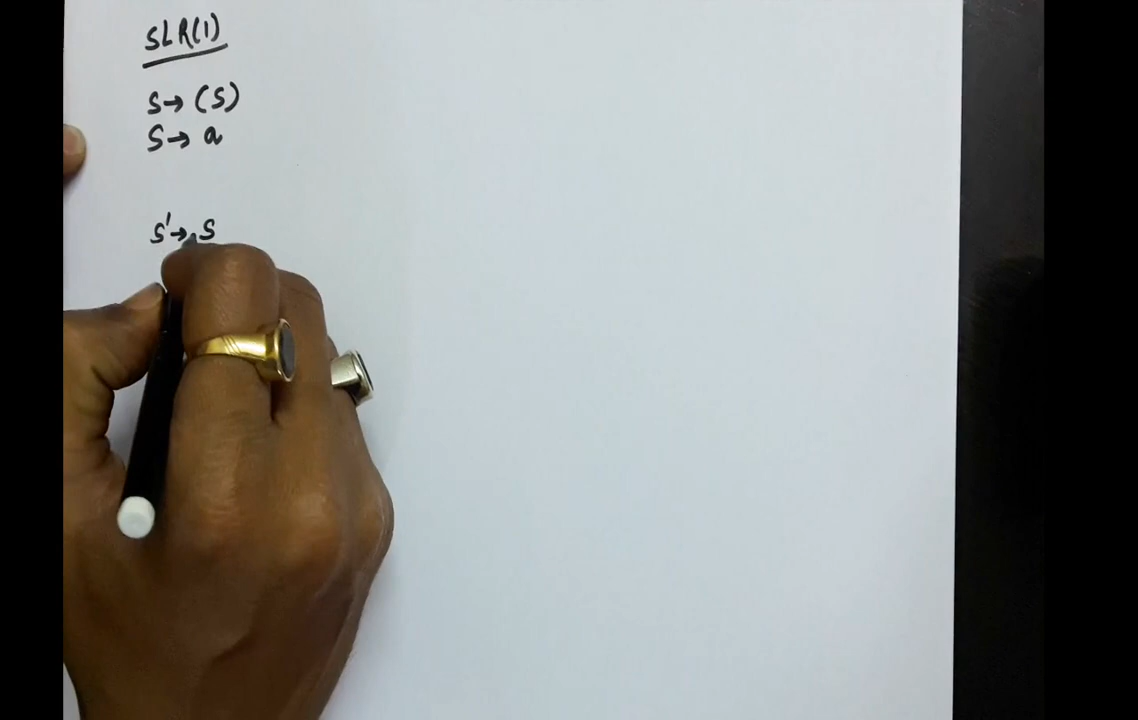 SLR(1)
S→ (S)
S→ a
S'→ .S